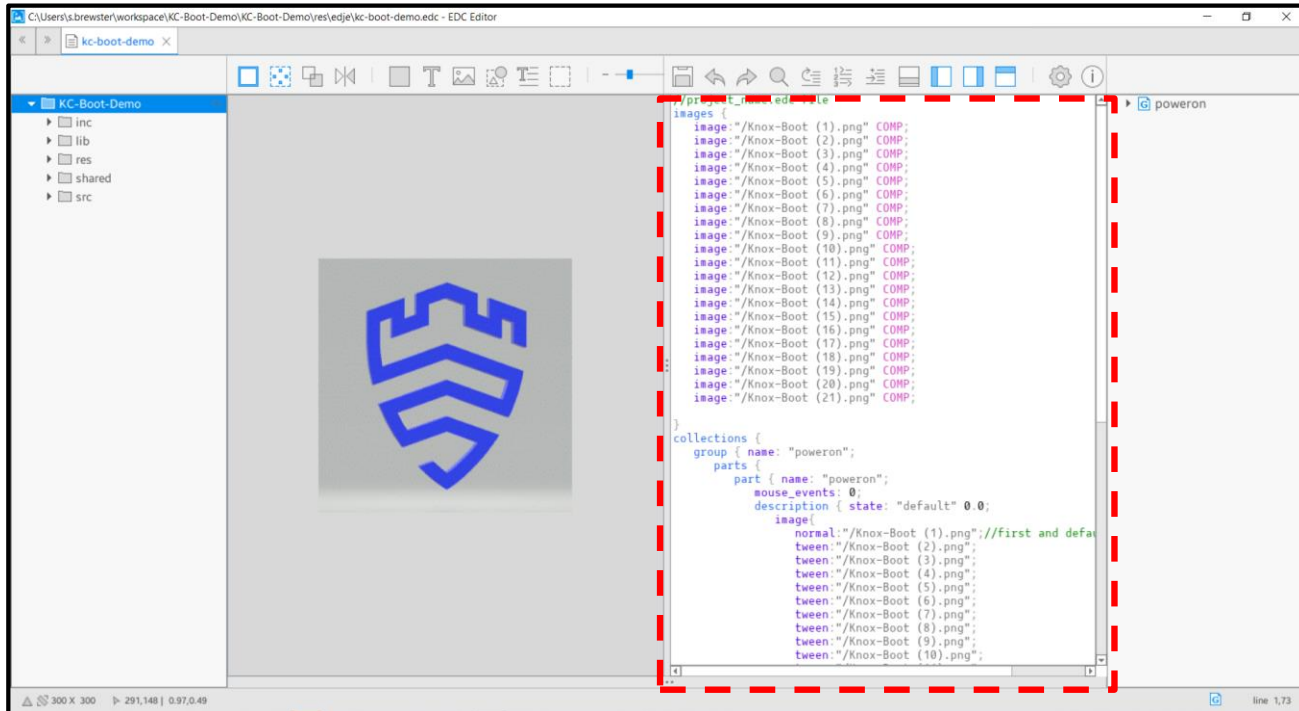 C:\Users\s.brewster\workspace\KC-Boot-Demo\KC-Boot-Demo\res\edje\kc-boot-demo.edc - EDC Editor
kc-boot-demo
KC-Boot-Demo
inc
lib
res
shared
src
//project_name.edc file
images {
image:"/Knox-Boot (1).png" COMP;
image:"/Knox-Boot (2).png" COMP;
image:"/Knox-Boot (3).png" COMP;
image:"/Knox-Boot (4).png" COMP;
image:"/Knox-Boot (5).png" COMP;
image:"/Knox-Boot (6).png" COMP;
image:"/Knox-Boot (7).png" COMP;
image:"/Knox-Boot (8).png" COMP;
image:"/Knox-Boot (9).png" COMP;
image:"/Knox-Boot (10).png" COMP;
image:"/Knox-Boot (11).png" COMP;
image:"/Knox-Boot (12).png" COMP;
image:"/Knox-Boot (13).png" COMP;
image:"/Knox-Boot (14).png" COMP;
image:"/Knox-Boot (15).png" COMP;
image:"/Knox-Boot (16).png" COMP;
image:"/Knox-Boot (17).png" COMP;
image:"/Knox-Boot (18).png" COMP;
image:"/Knox-Boot (19).png" COMP;
image:"/Knox-Boot (20).png" COMP;
image:"/Knox-Boot (21).png" COMP;
}
collections {
group { name: "poweron";
parts {
part { name: "poweron";
mouse_events: 0;
description { state: "default" 0.0;
image{
normal:"/Knox-Boot (1).png";//first and defau
tween:"/Knox-Boot (2).png";
tween:"/Knox-Boot (3).png";
tween:"/Knox-Boot (4).png";
tween:"/Knox-Boot (5).png";
tween:"/Knox-Boot (6).png";
tween:"/Knox-Boot (7).png";
tween:"/Knox-Boot (8).png";
tween:"/Knox-Boot (9).png";
tween:"/Knox-Boot (10).png";
G poweron
300 X 300 291,148 | 0.97,0.49
G line 1,73